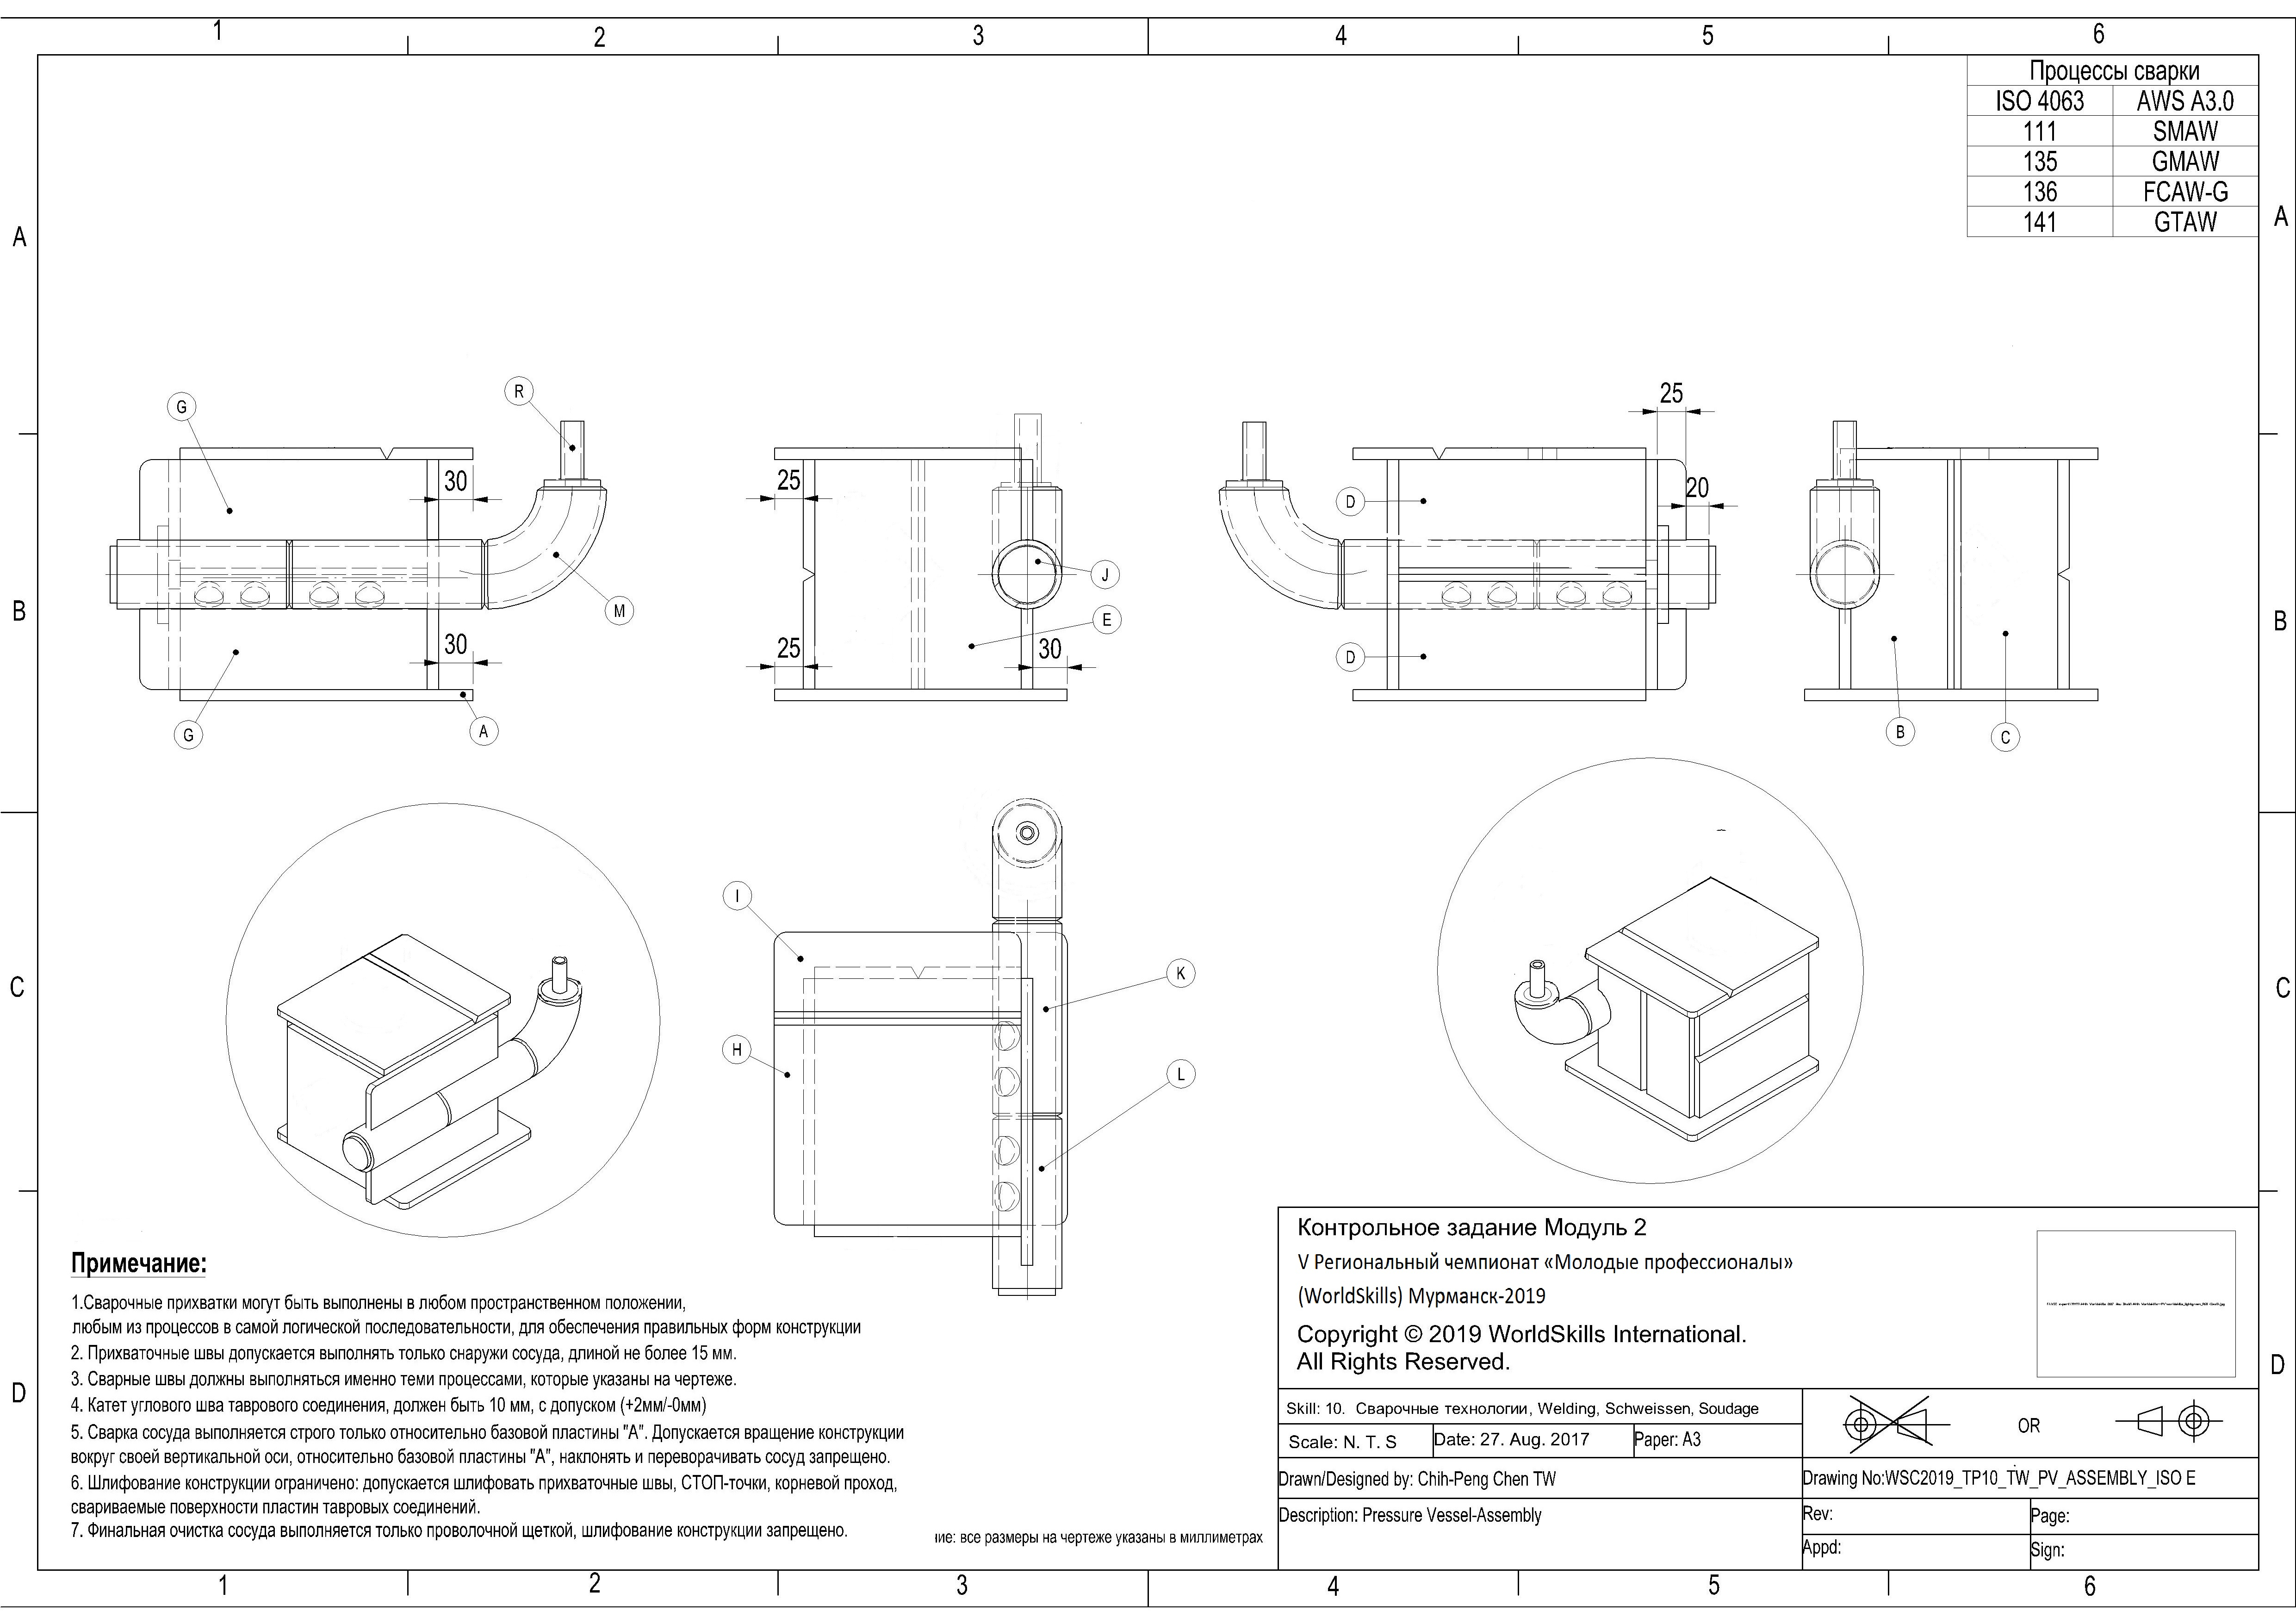 1 2 3 4 5 6
Процессы сварки
ISO 4063 AWS A3.0
111 SMAW
135 GMAW
136 FCAW-G
141 GTAW
A A
B B
C C
D D
G R 30 M 30 G A
25 25 J E 30
25 20 D D
B C
I H K L
Примечание:
1.Сварочные прихватки могут быть выполнены в любом пространственном положении,
любым из процессов в самой логической последовательности, для обеспечения правильных форм конструкции
2. Прихваточные швы допускается выполнять только снаружи сосуда, длиной не более 15 мм.
3. Сварные швы должны выполняться именно теми процессами, которые указаны на чертеже.
4. Катет углового шва таврового соединения, должен быть 10 мм, с допуском (+2мм/-0мм)
5. Сварка сосуда выполняется строго только относительно базовой пластины "А". Допускается вращение конструкции
вокруг своей вертикальной оси, относительно базовой пластины "А", наклонять и переворачивать сосуд запрещено.
6. Шлифование конструкции ограничено: допускается шлифовать прихваточные швы, СТОП-точки, корневой проход,
свариваемые поверхности пластин тавровых соединений.
7. Финальная очистка сосуда выполняется только проволочной щеткой, шлифование конструкции запрещено.
ие: все размеры на чертеже указаны в миллиметрах
Контрольное задание Модуль 2
V Региональный чемпионат «Молодые профессионалы»
(WorldSkills) Мурманск-2019
Copyright © 2019 WorldSkills International.
All Rights Reserved.
Skill: 10. Сварочные технологии, Welding, Schweissen, Soudage
Scale: N. T. S Date: 27. Aug. 2017 Paper: A3
OR
Drawn/Designed by: Chih-Peng Chen TW
Drawing No:WSC2019_TP10_TW_PV_ASSEMBLY_ISO E
Description: Pressure Vessel-Assembly
Rev: Page:
Appd: Sign:
1 2 3 4 5 6